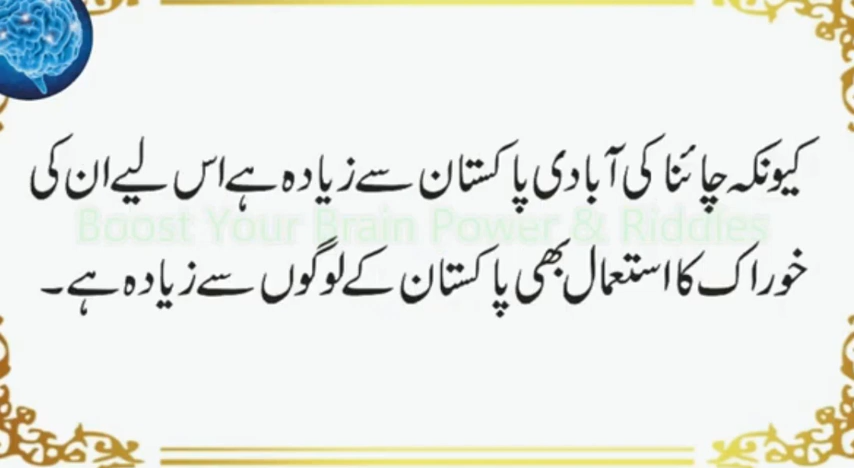 کیونکہ چائنا کی آبادی پاکستان سے زیادہ ہے اس لیے ان کی
Boost Your Brain Power & Riddles
خوراک کا استعمال بھی پاکستان کے لوگوں سے زیادہ ہے۔